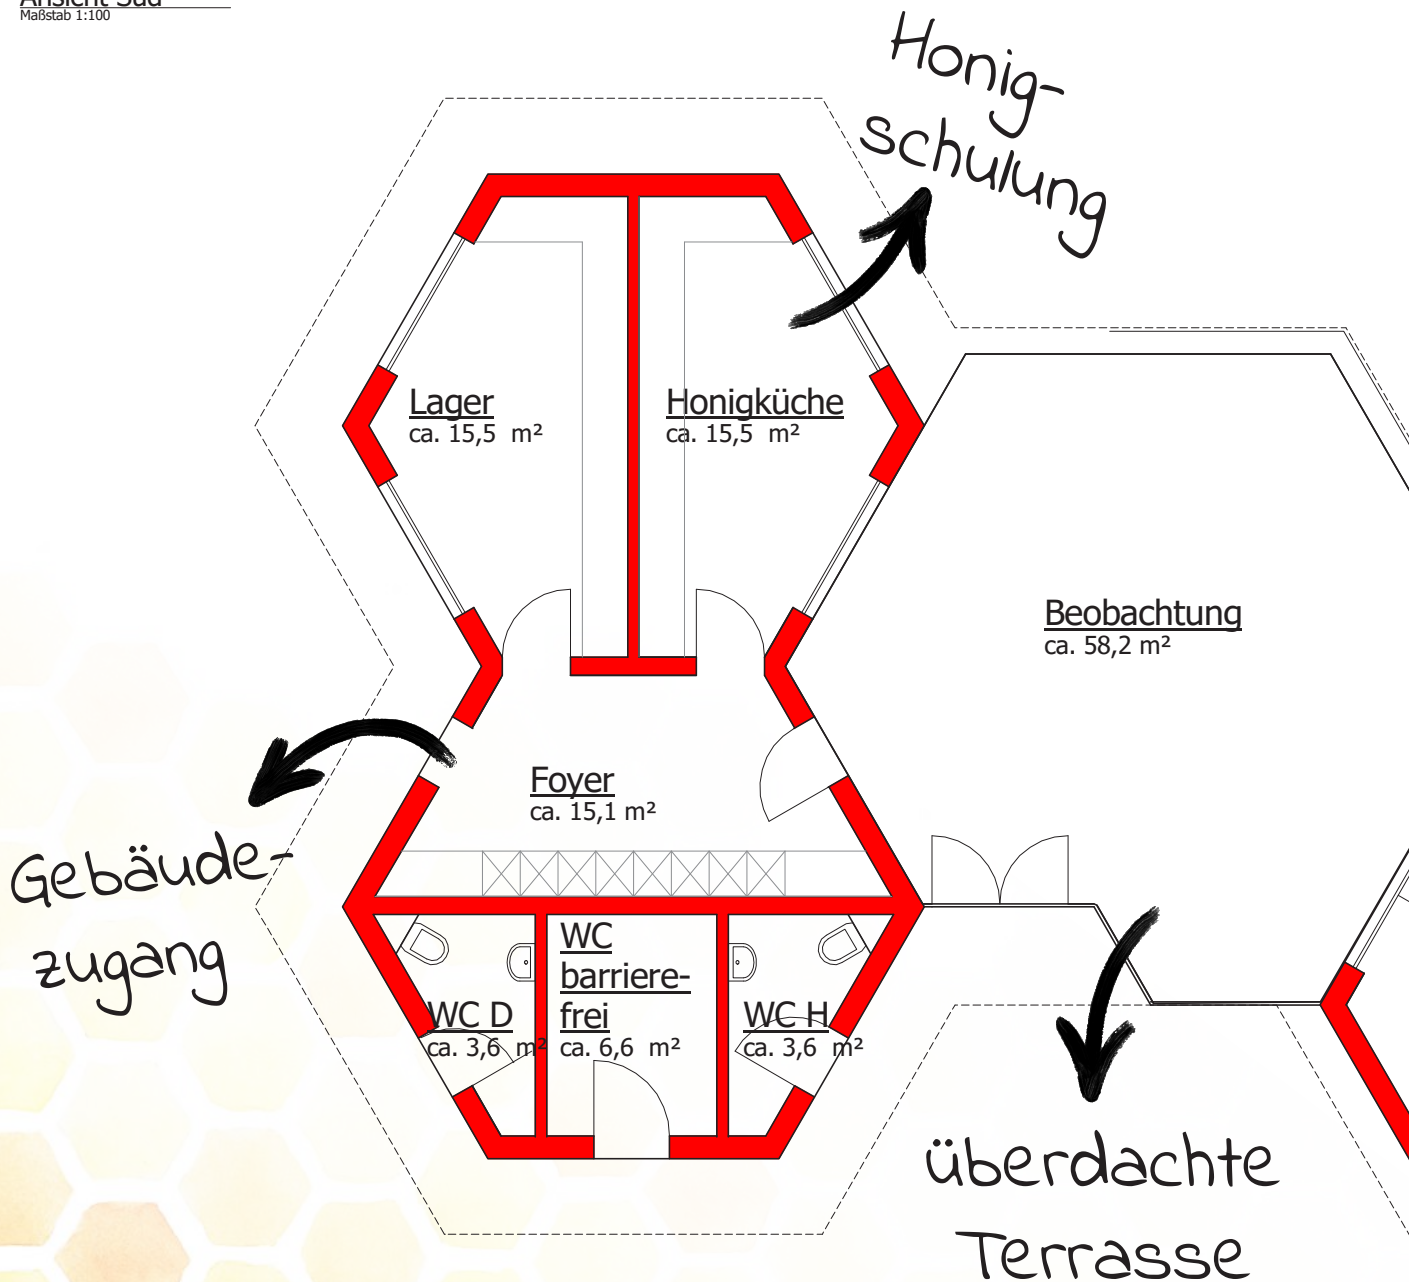 Ansicht Süd
Maßstab 1:100
Honig-
schulung
Lager
ca. 15,5 m²
Honigküche
ca. 15,5 m²
Beobachtung
ca. 58,2 m²
Foyer
ca. 15,1 m²
Gebäude-
zugang
WC
barriere-
frei
ca. 6,6 m²
WC D
ca. 3,6 m²
WC H
ca. 3,6 m²
überdachte
Terrasse